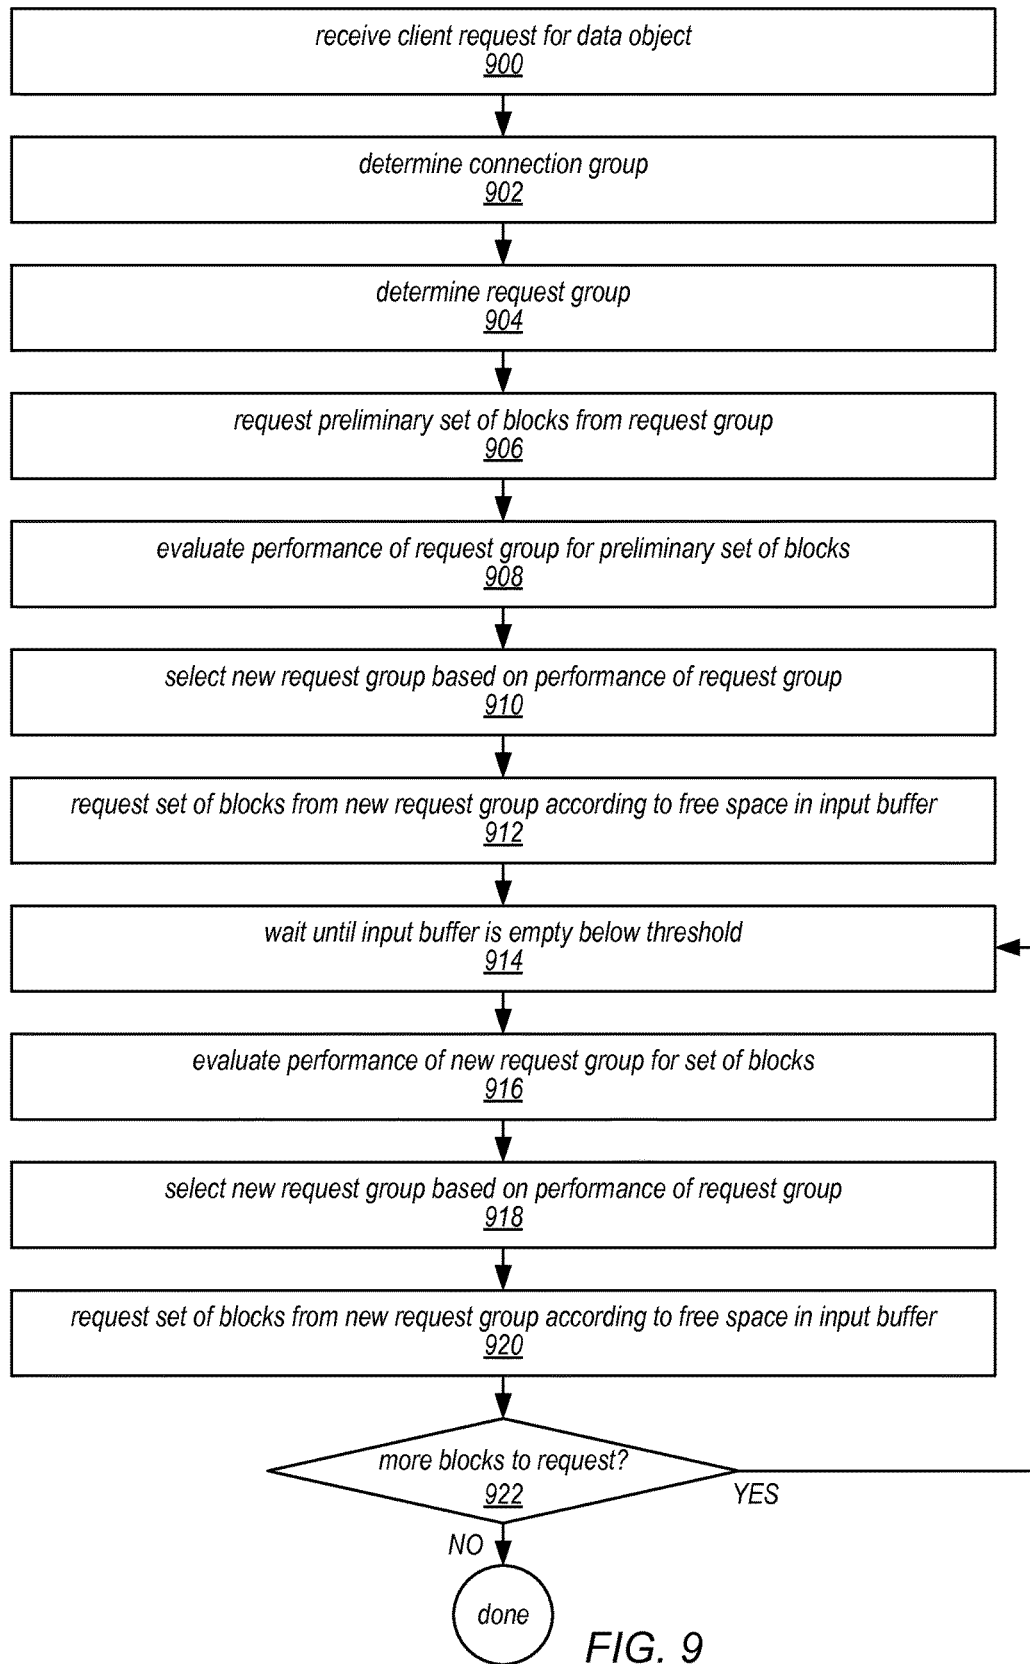 receive client request for data object
900
determine connection group
902
determine request group
904
request preliminary set of blocks from request group
906
evaluate performance of request group for preliminary set of blocks
908
select new request group based on performance of request group
910
request set of blocks from new request group according to free space in input buffer
912
wait until input buffer is empty below threshold
914
evaluate performance of new request group for set of blocks
916
select new request group based on performance of request group
918
request set of blocks from new request group according to free space in input buffer
920
more blocks to request?
922
YES
NO
done
FIG. 9